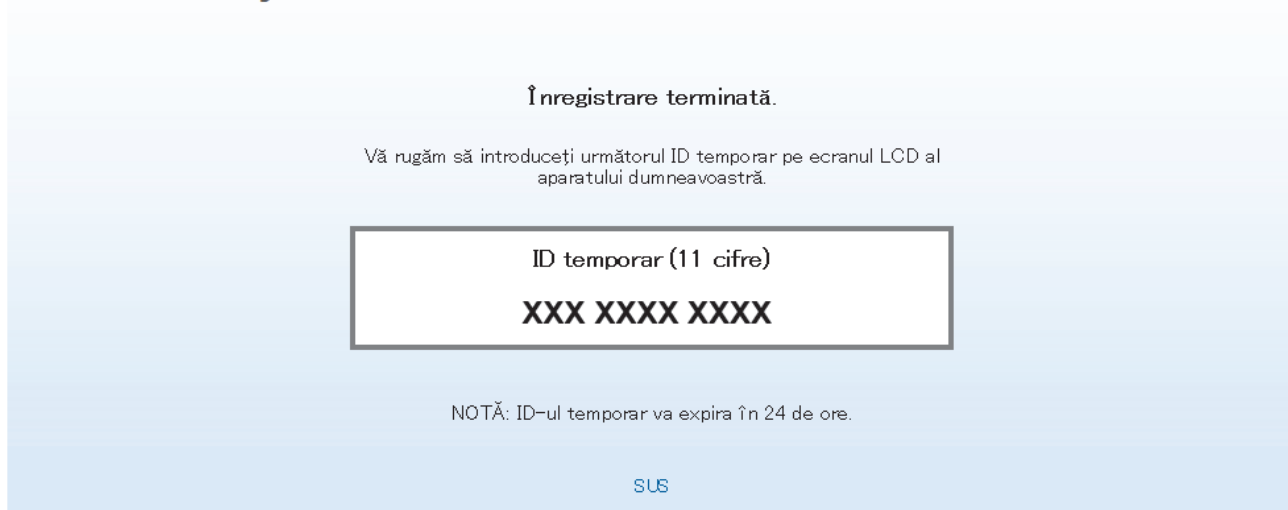 Înregistrare terminată.
Vă rugăm să introduceţi următorul ID temporar pe ecranul LCD al
aparatului dumneavoastră.
ID temporar (11 cifre)
XXX XXXX XXXX
NOTĂ: ID-ul temporar va expira în 24 de ore.
SUS